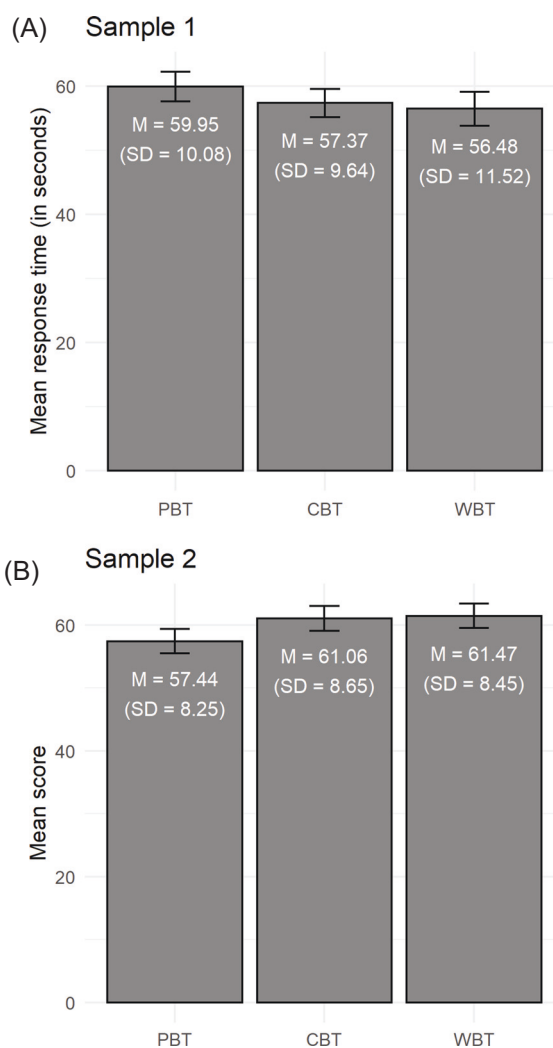 (A)
Sample 1
Mean response time (in seconds)
60
40
20
0
M = 59.95
(SD = 10.08)
M = 57.37
(SD = 9.64)
M = 56.48
(SD = 11.52)
PBT
CBT
WBT
(B)
Sample 2
Mean score
60
40
20
0
M = 57.44
(SD = 8.25)
M = 61.06
(SD = 8.65)
M = 61.47
(SD = 8.45)
PBT
CBT
WBT